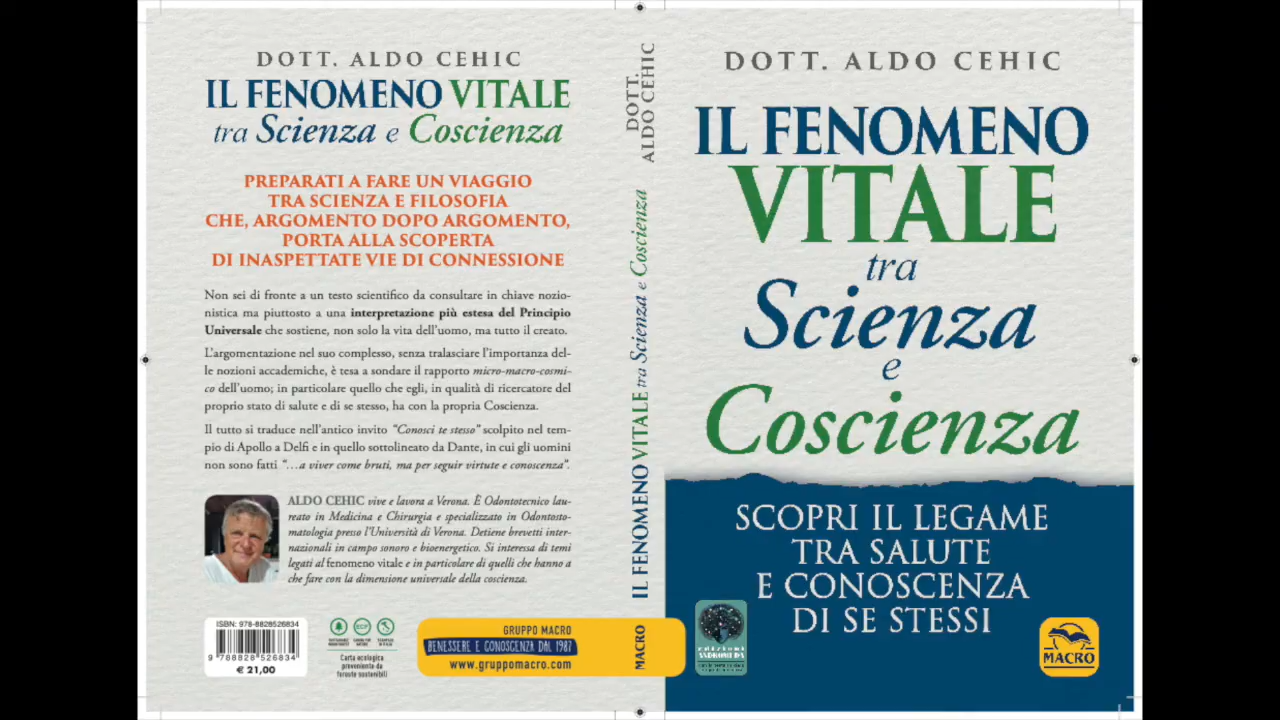 DOTT. ALDO CEHIC
IL FENOMENO VITALE
tra Scienza e Coscienza
PREPARATI A FARE UN VIAGGIO
TRA SCIENZA E FILOSOFIA
CHE, ARGOMENTO DOPO ARGOMENTO,
PORTA ALLA SCOPERTA
DI INASPETTATE VIE DI CONNESSIONE
Non sei di fronte a un testo scientifico da consultare in chiave nozio-
nistica ma piuttosto a una interpretazione più estesa del Principio
Universale che sostiene, non solo la vita dell’uomo, ma tutto il creato.
L’argomentazione nel suo complesso, senza tralasciare l’importanza del-
le nozioni accademiche, è tesa a sondare il rapporto micro-macro-cosmi-
co dell’uomo; in particolare quello che egli, in qualità di ricercatore del
proprio stato di salute e di se stesso, ha con la propria Coscienza.
Il tutto si traduce nell’antico invito “Conosci te stesso” scolpito nel tem-
pio di Apollo a Delfi e in quello sottolineato da Dante, in cui gli uomini
non sono fatti “…a viver come bruti, ma per seguir virtute e conoscenza”.
ALDO CEHIC vive e lavora a Verona. È Odontotecnico lau-
reato in Medicina e Chirurgia e specializzato in Odontosto-
matologia presso l’Università di Verona. Detiene brevetti inter-
nazionali in campo sonoro e bioenergetico. Si interessa di temi
legati al fenomeno vitale e in particolare di quelli che hanno a
che fare con la dimensione universale della coscienza.
ISBN: 978-8828526834
9 788828 526834
€ 21,00
Carta ecologica
proveniente da
foreste sostenibili
GRUPPO MACRO
BENESSERE E CONOSCENZA DAL 1987
www.gruppomacro.com
DOTT.
ALDO CEHIC
IL FENOMENO VITALE tra Scienza e Coscienza
MACRO
DOTT. ALDO CEHIC
IL FENOMENO
VITALE
tra
Scienza
e
Coscienza
SCOPRI IL LEGAME
TRA SALUTE
E CONOSCENZA
DI SE STESSI
ANDROMEDA
MACRO